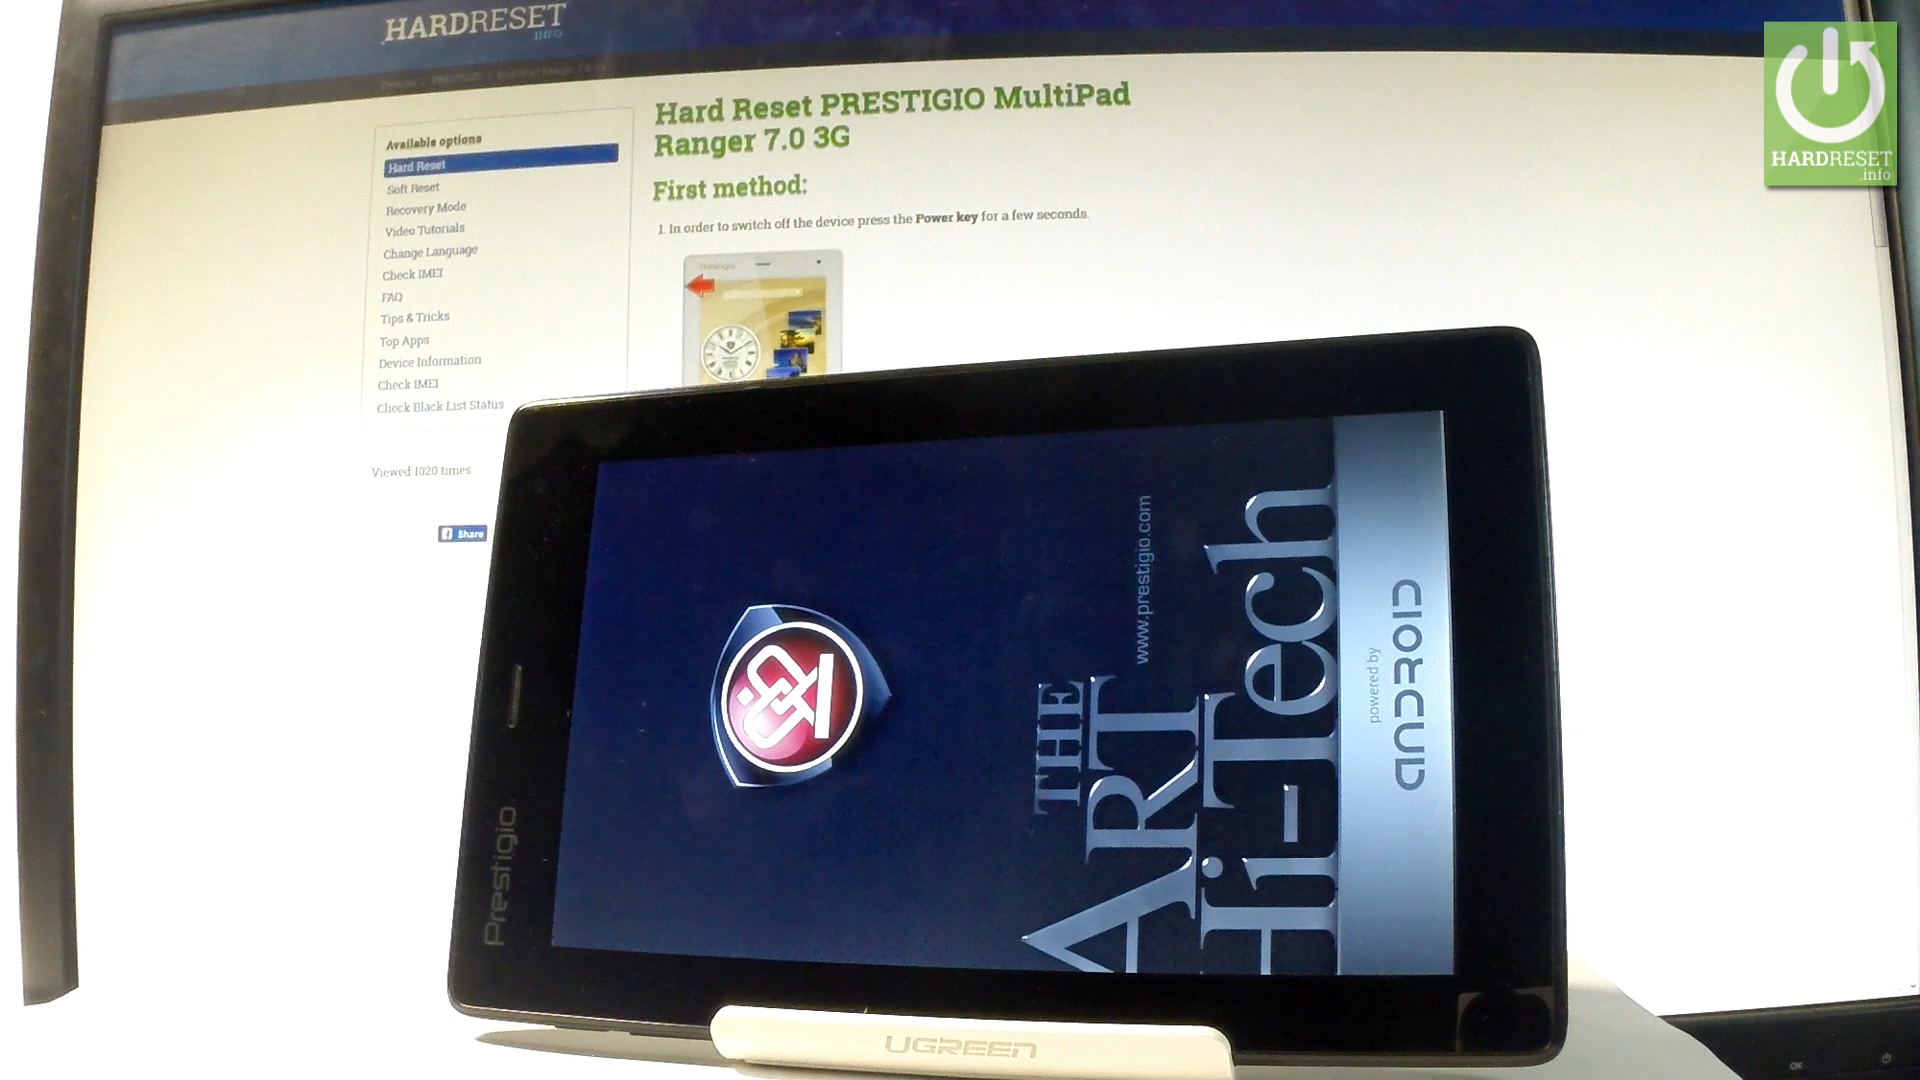 HARDRESET
.INFO
Hard Reset PRESTIGIO MultiPad
Ranger 7.0 3G
First method:
1. In order to switch off the device press the Power key for a few seconds.
Available options
Hard Reset
Soft Reset
Recovery Mode
Video Tutorials
Change Language
Check IMEI
FAQ
Tips & Tricks
Top Apps
Device Information
Check IMEI
Check Black List Status
Viewed 1020 times
Share
Prestigio
Prestigio
www.prestigio.com
THE
ART
Hi-Tech
powered by
ANDROID
UGREEN
OK
HARDRESET
.info